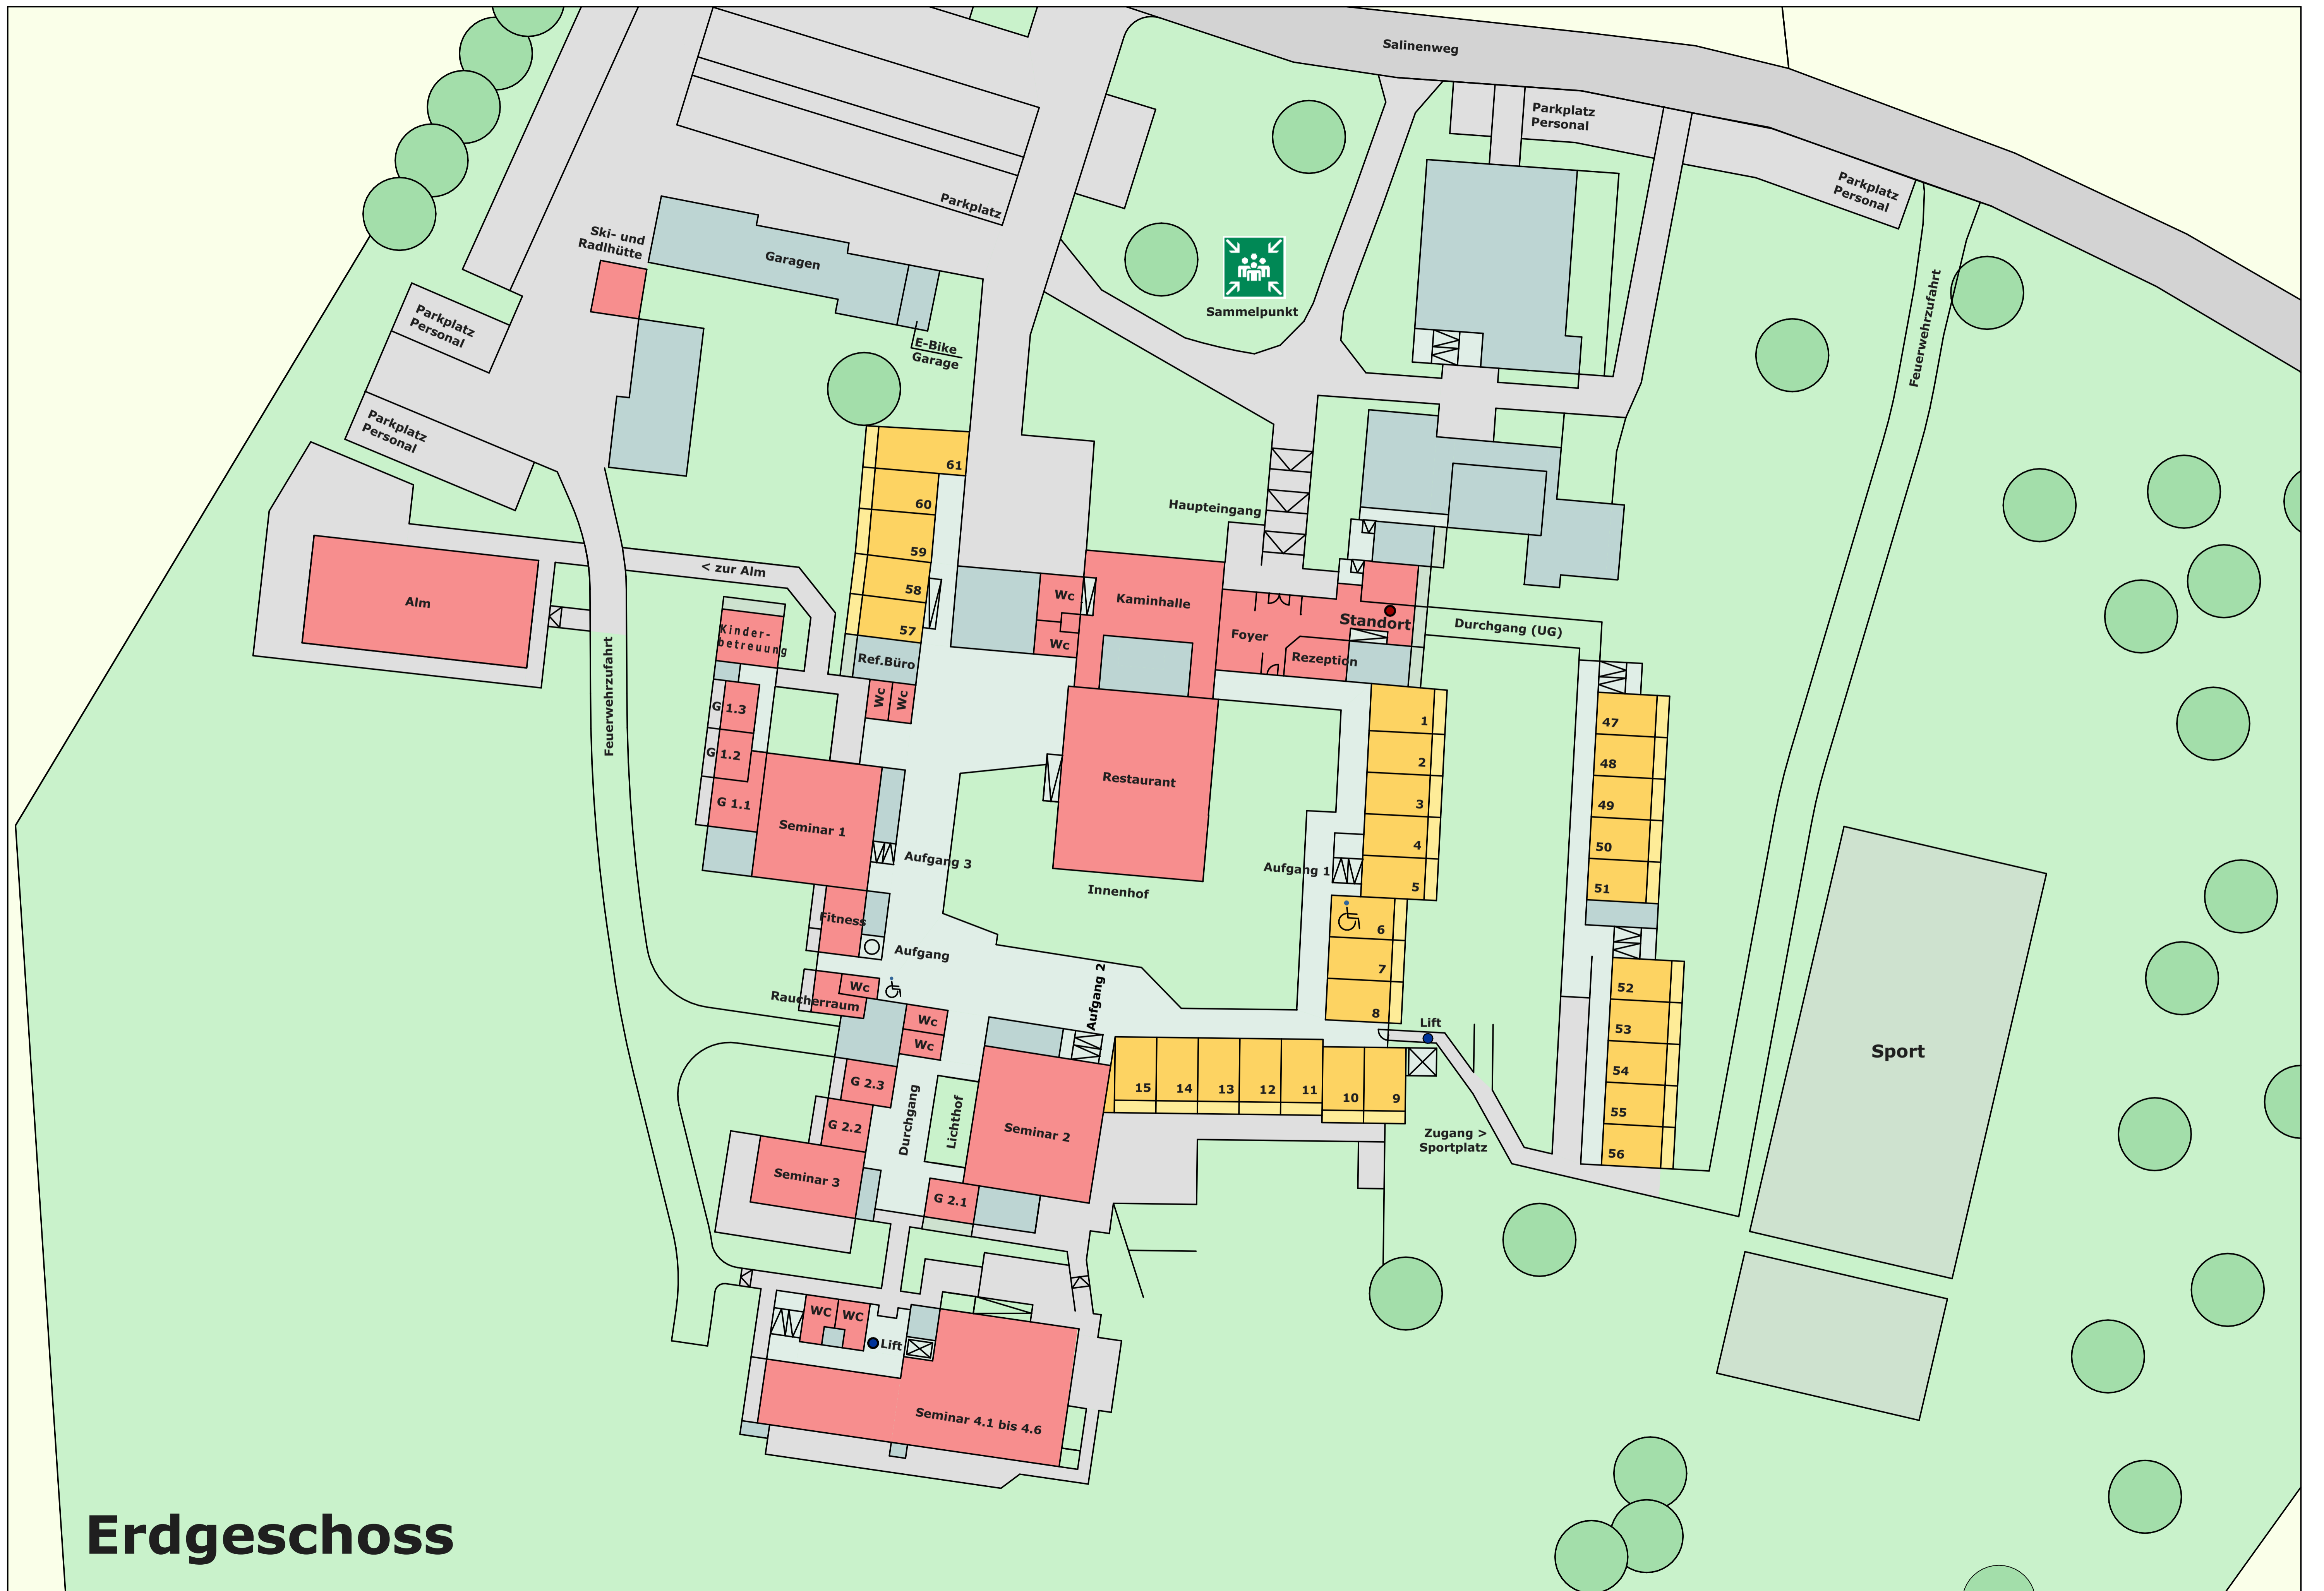 Salinenweg
Parkplatz
Personal
Parkplatz
Personal
Parkplatz
Ski- und
Radlhütte
Garagen
Sammelpunkt
Feuerwehrzufahrt
Parkplatz
Personal
E-Bike
Garage
Parkplatz
Personal
61
60
59
58
57
Haupteingang
< zur Alm
Alm
Wc
Wc
Kaminhalle
Standort
Foyer
Rezeption
Durchgang (UG)
Kinder-
betreuung
Ref.Büro
Wc
Wc
Feuerwehrzufahrt
G 1.3
G 1.2
G 1.1
Seminar 1
Restaurant
1
2
3
4
5
47
48
49
50
51
Aufgang 3
Aufgang 1
Innenhof
Fitness
Aufgang
6
7
8
Wc
Raucherraum
Aufgang 2
52
53
54
55
56
Wc
Wc
Lift
Sport
G 2.3
G 2.2
Durchgang
Lichthof
Seminar 2
15
14
13
12
11
10
9
Zugang >
Sportplatz
Seminar 3
G 2.1
WC
WC
Lift
Seminar 4.1 bis 4.6
Erdgeschoss